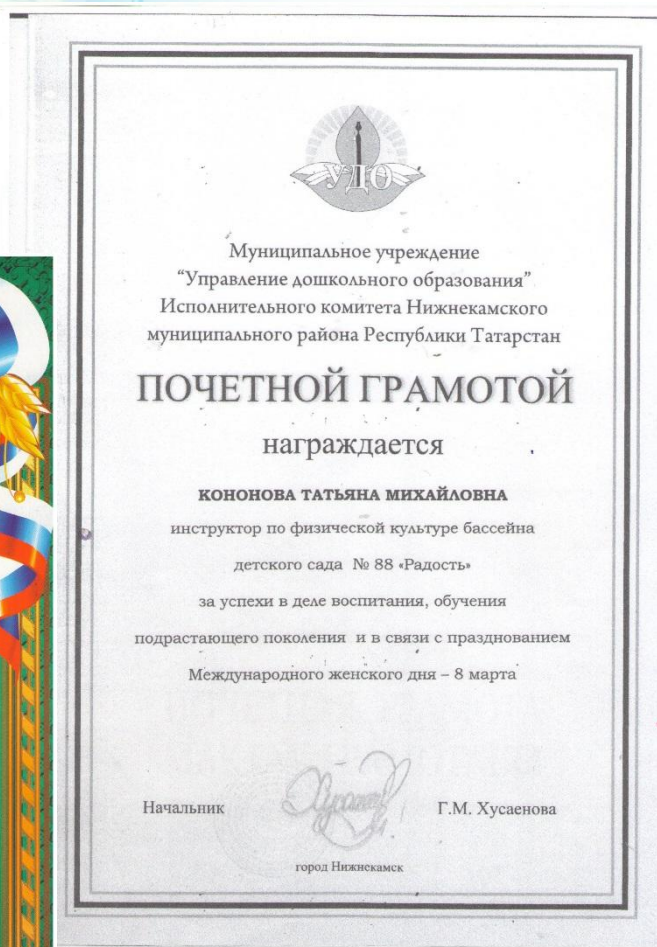 УДО
Муниципальное учреждение
“Управление дошкольного образования”
Исполнительного комитета Нижнекамского
муниципального района Республики Татарстан
ПОЧЕТНОЙ ГРАМОТОЙ
награждается
КОНОНОВА ТАТЬЯНА МИХАЙЛОВНА
инструктор по физической культуре бассейна
детского сада № 88 «Радость»
за успехи в деле воспитания, обучения
подрастающего поколения и в связи с празднованием
Международного женского дня – 8 марта
Начальник
Г.М. Хусаенова
город Нижнекамск